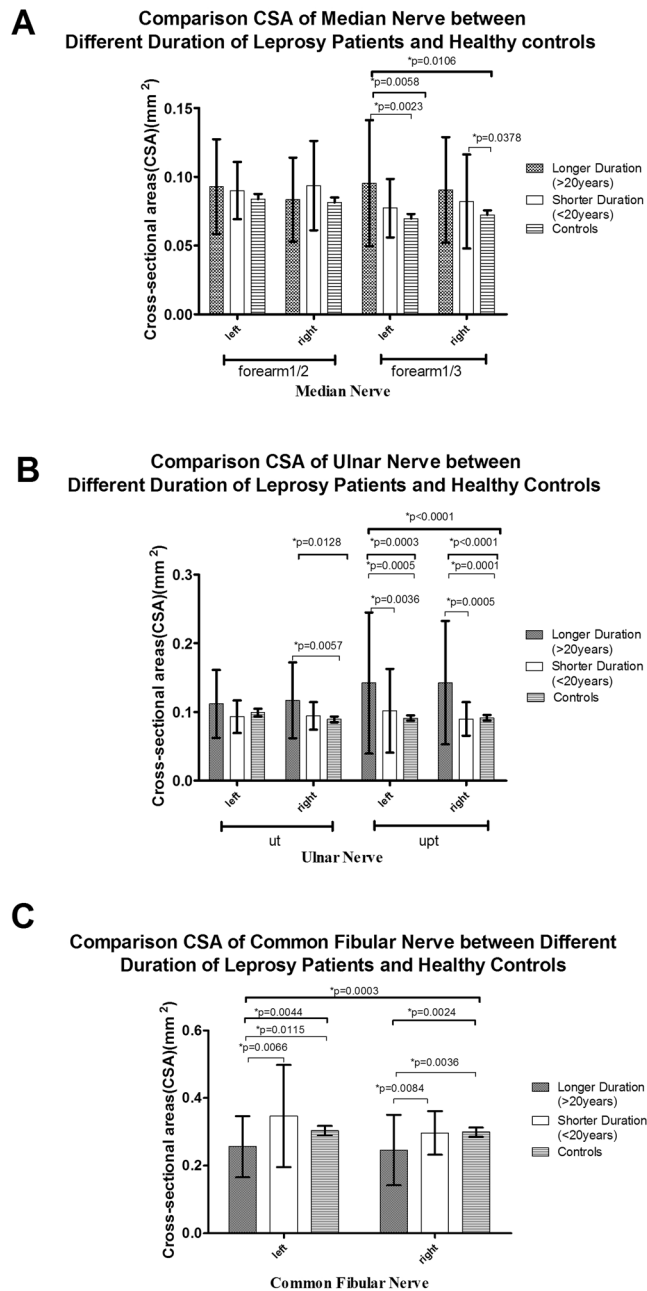 A
Comparison CSA of Median Nerve between
Different Duration of Leprosy Patients and Healthy controls
*p=0.0106
*p=0.0058
*p=0.0023
*p=0.0378
Cross-sectional areas(CSA)(mm ²)
0.15
0.10
0.05
0.00
left
right
left
right
forearm1/2
forearm1/3
Median Nerve
Longer Duration
(>20years)
Shorter Duration
(<20years)
Controls
B
Comparison CSA of Ulnar Nerve between
Different Duration of Leprosy Patients and Healthy Controls
*p<0.0001
*p=0.0128
*p=0.0003
*p<0.0001
*p=0.0005
*p=0.0001
*p=0.0036
*p=0.0005
*p=0.0057
Cross-sectional areas(CSA)(mm ²)
0.3
0.2
0.1
0.0
left
right
left
right
ut
upt
Ulnar Nerve
Longer Duration
(>20years)
Shorter Duration
(<20years)
Controls
C
Comparison CSA of Common Fibular Nerve between Different
Duration of Leprosy Patients and Healthy Controls
*p=0.0003
*p=0.0044
*p=0.0024
*p=0.0115
*p=0.0066
*p=0.0036
*p=0.0084
Cross-sectional areas(CSA)(mm ²)
0.6
0.4
0.2
0.0
left
right
Common Fibular Nerve
Longer Duration
(>20years)
Shorter Duration
(<20years)
Controls